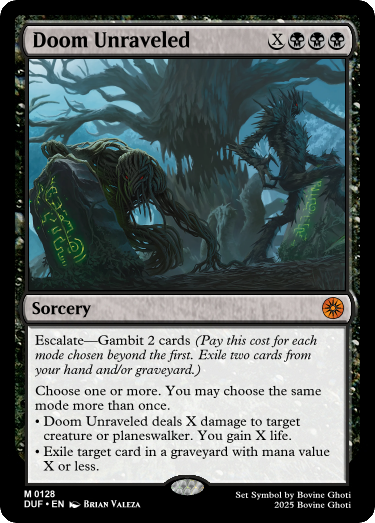 Doom Unraveled X
Sorcery
Escalate—Gambit 2 cards (Pay this cost for each
mode chosen beyond the first. Exile two cards from
your hand and/or graveyard.)
Choose one or more. You may choose the same
mode more than once.
• Doom Unraveled deals X damage to target
creature or planeswalker. You gain X life.
• Exile target card in a graveyard with mana value
X or less.
M 0128
DUF • EN Brian Valeza
Set Symbol by Bovine Ghoti
2025 Bovine Ghoti